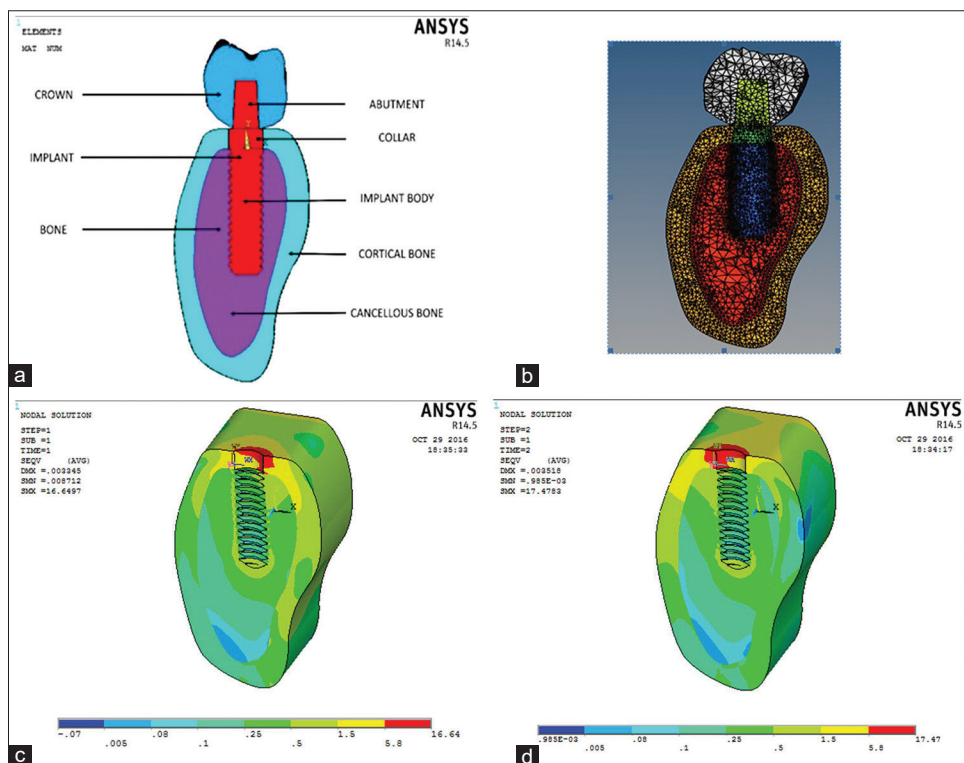 1
ELEMENTS
MAT NUM
ANSYS
R14.5
CROWN
ABUTMENT
COLLAR
IMPLANT
IMPLANT BODY
BONE
CORTICAL BONE
CANCELLOUS BONE
a
b
1
NODAL SOLUTION
STEP=1
SUB =1
TIME=1
SEQV (AVG)
DMX =.003345
SMN =.008712
SMX =16.6497
ANSYS
R14.5
OCT 29 2016
18:35:33
MX
X
-.07 .08 .25 1.5 16.64
.005 .1 .5 5.8
c
1
NODAL SOLUTION
STEP=2
SUB =1
TIME=2
SEQV (AVG)
DMX =.003518
SMN =.985E-03
SMX =17.4783
ANSYS
R14.5
OCT 29 2016
18:34:17
MX
X
.985E-03 .08 .25 1.5 17.47
.005 .1 .5 5.8
d